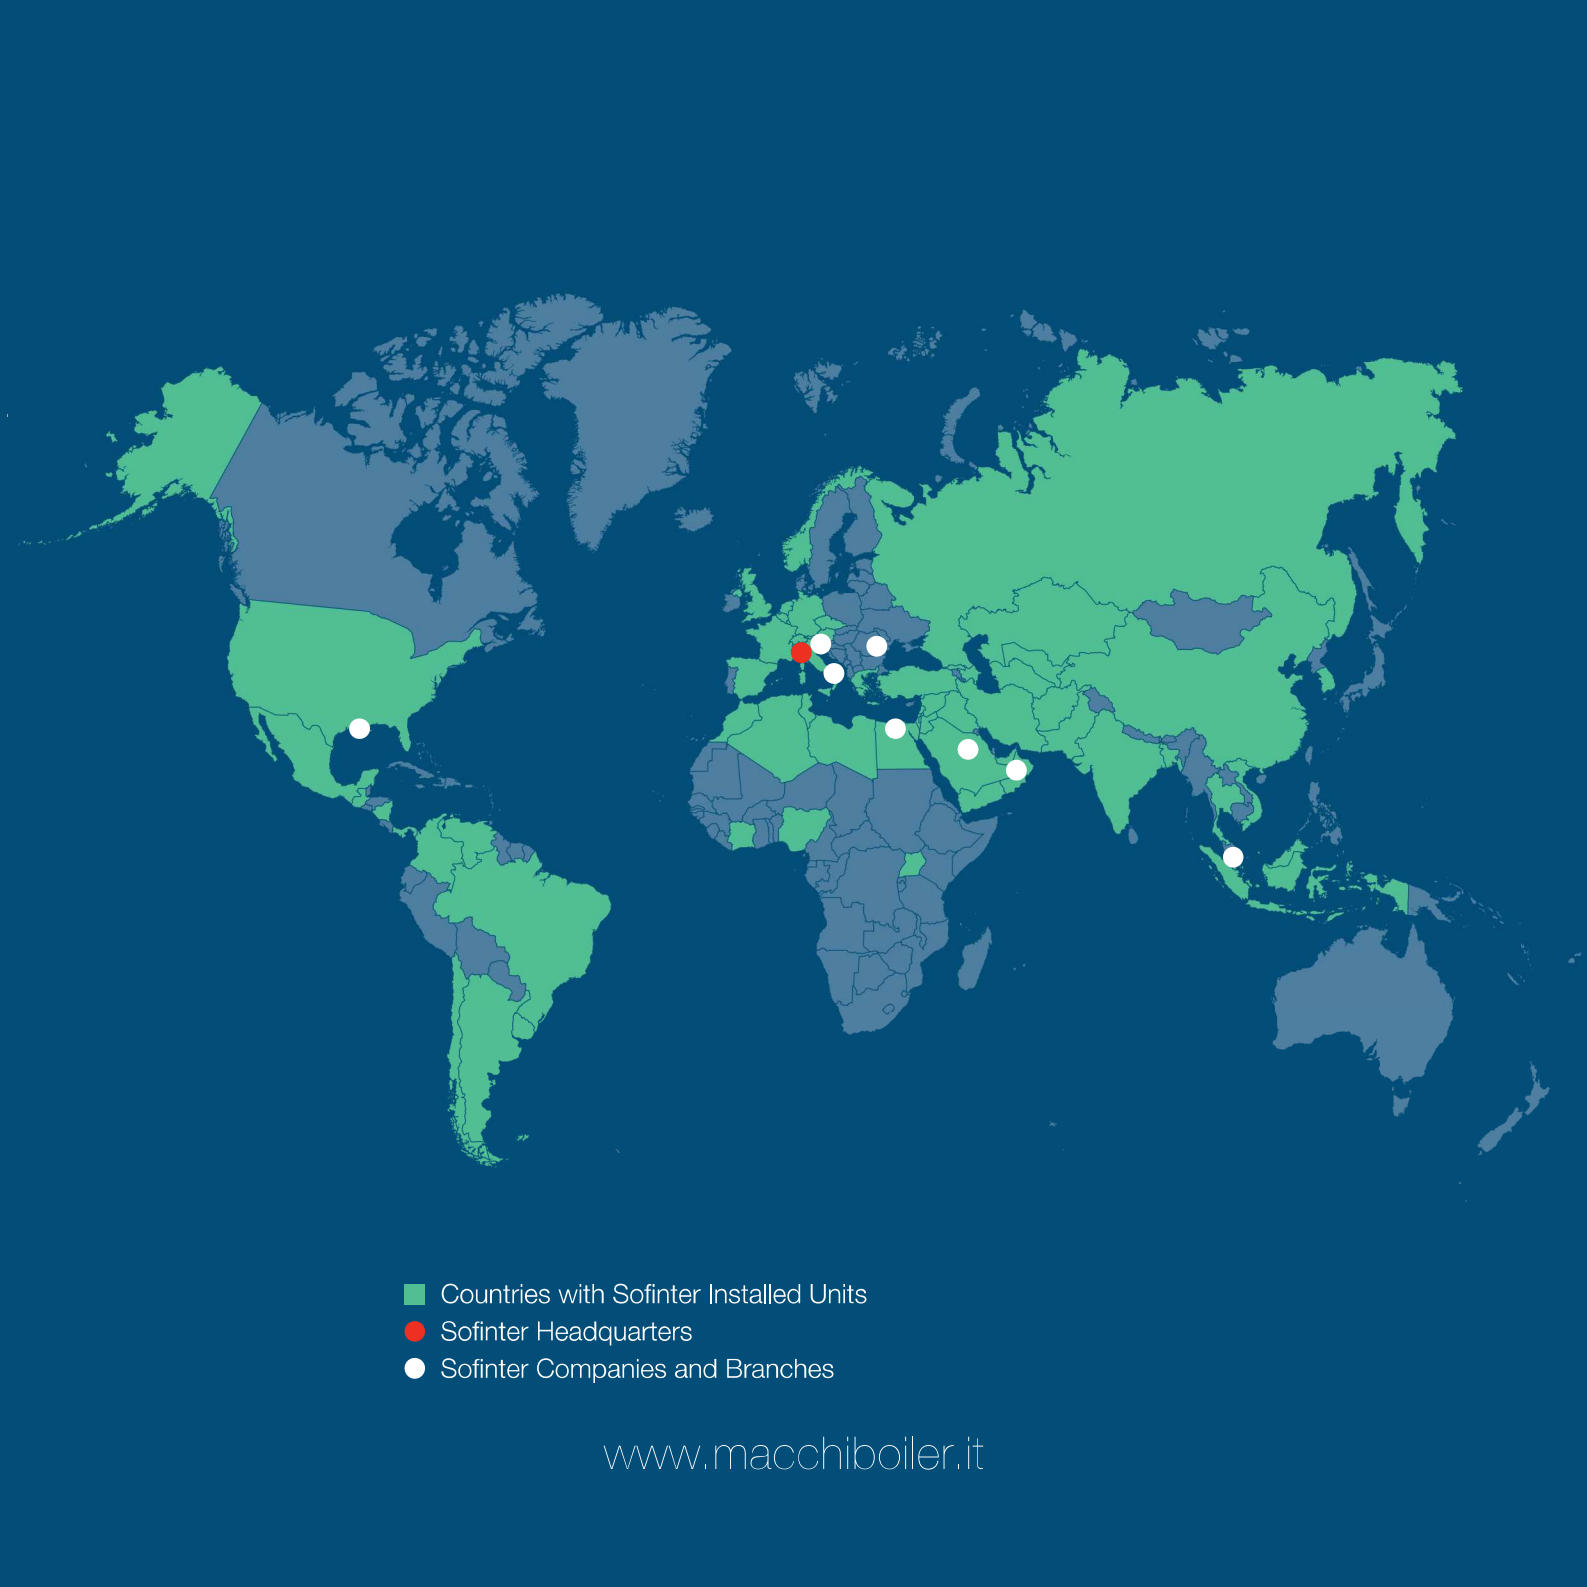 Countries with Sofinter Installed Units
Sofinter Headquarters
Sofinter Companies and Branches
www.macchiboiler.it